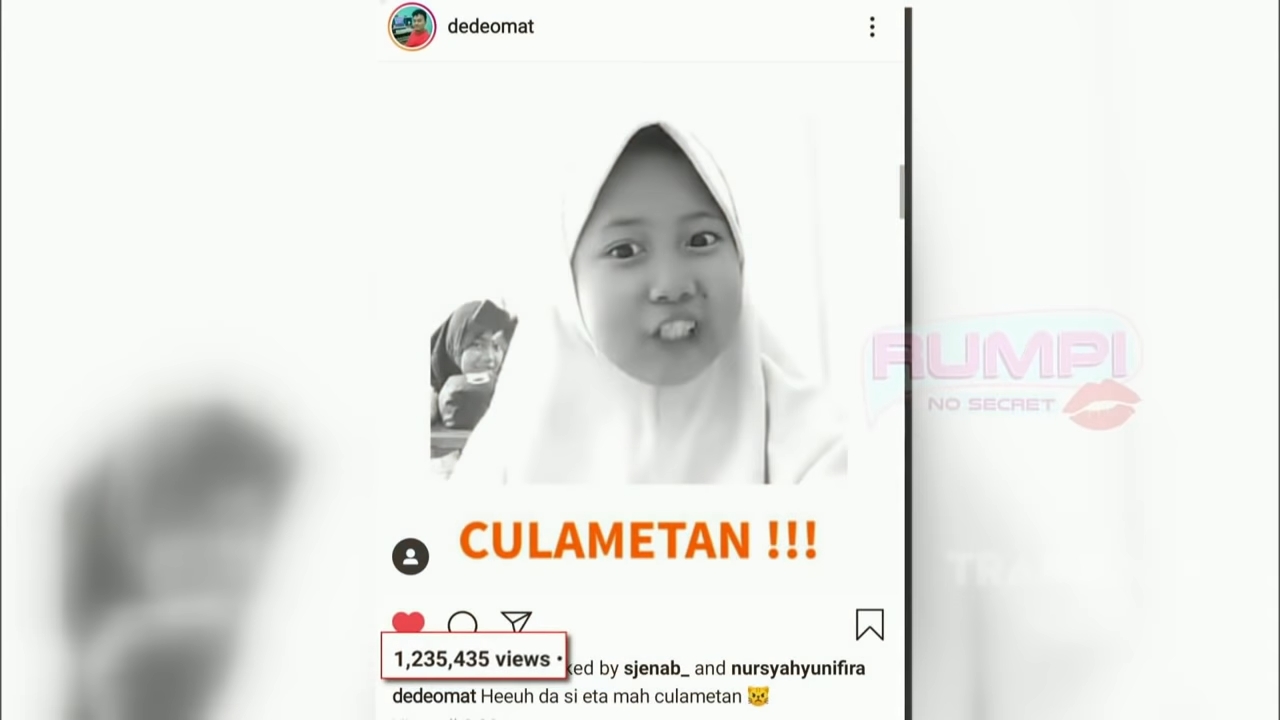 dedeomat
RUMPI
NO SECRET
CULAMETAN !!!
1,235,435 views •
by sjenab_ and nursyahyunifira
dedeomat Heeuh da si eta mah culametan 😾